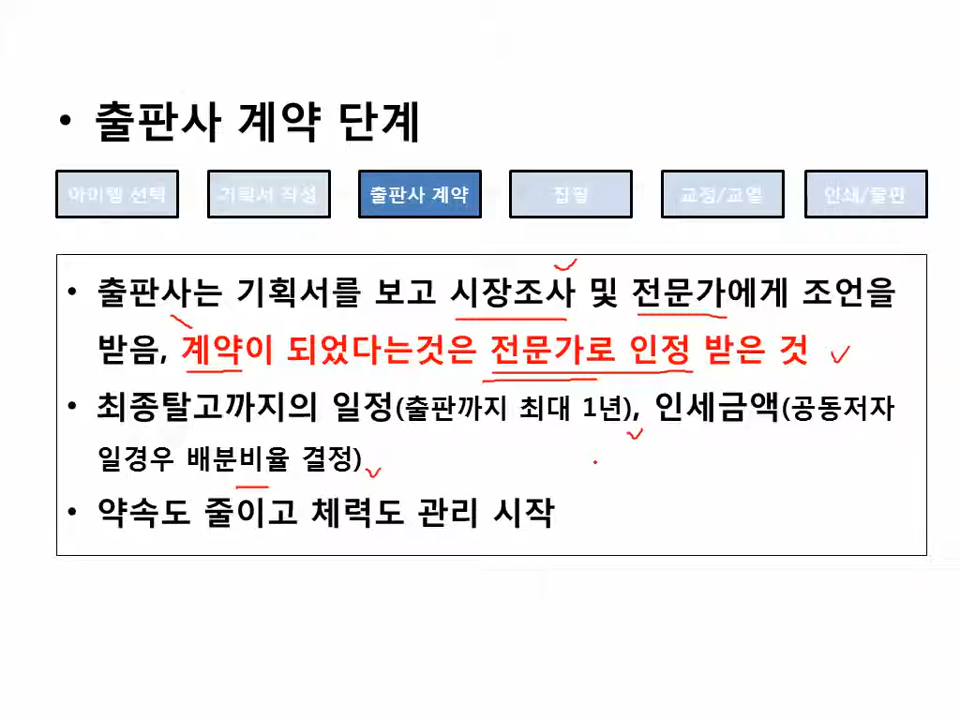 • 출판사 계약 단계
아이템 선택 기획서 작성 출판사 계약 집필 교정/교열 인쇄/출판
• 출판사는 기획서를 보고 시장조사 및 전문가에게 조언을
받음, 계약이 되었다는것은 전문가로 인정 받은 것
• 최종탈고까지의 일정(출판까지 최대 1년), 인세금액(공동저자
일경우 배분비율 결정)
• 약속도 줄이고 체력도 관리 시작